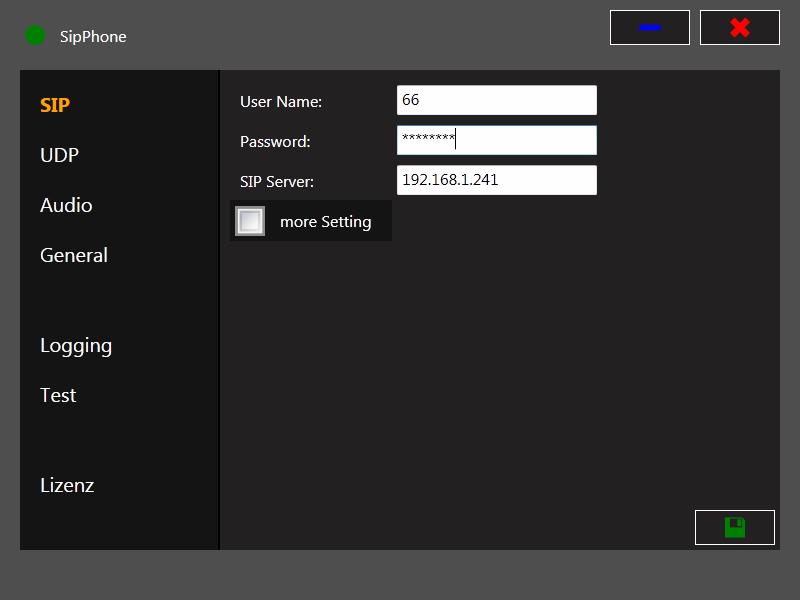 SipPhone
SIP
UDP
Audio
General
Logging
Test
Lizenz
User Name: 66
Password: ********
SIP Server: 192.168.1.241
more Setting